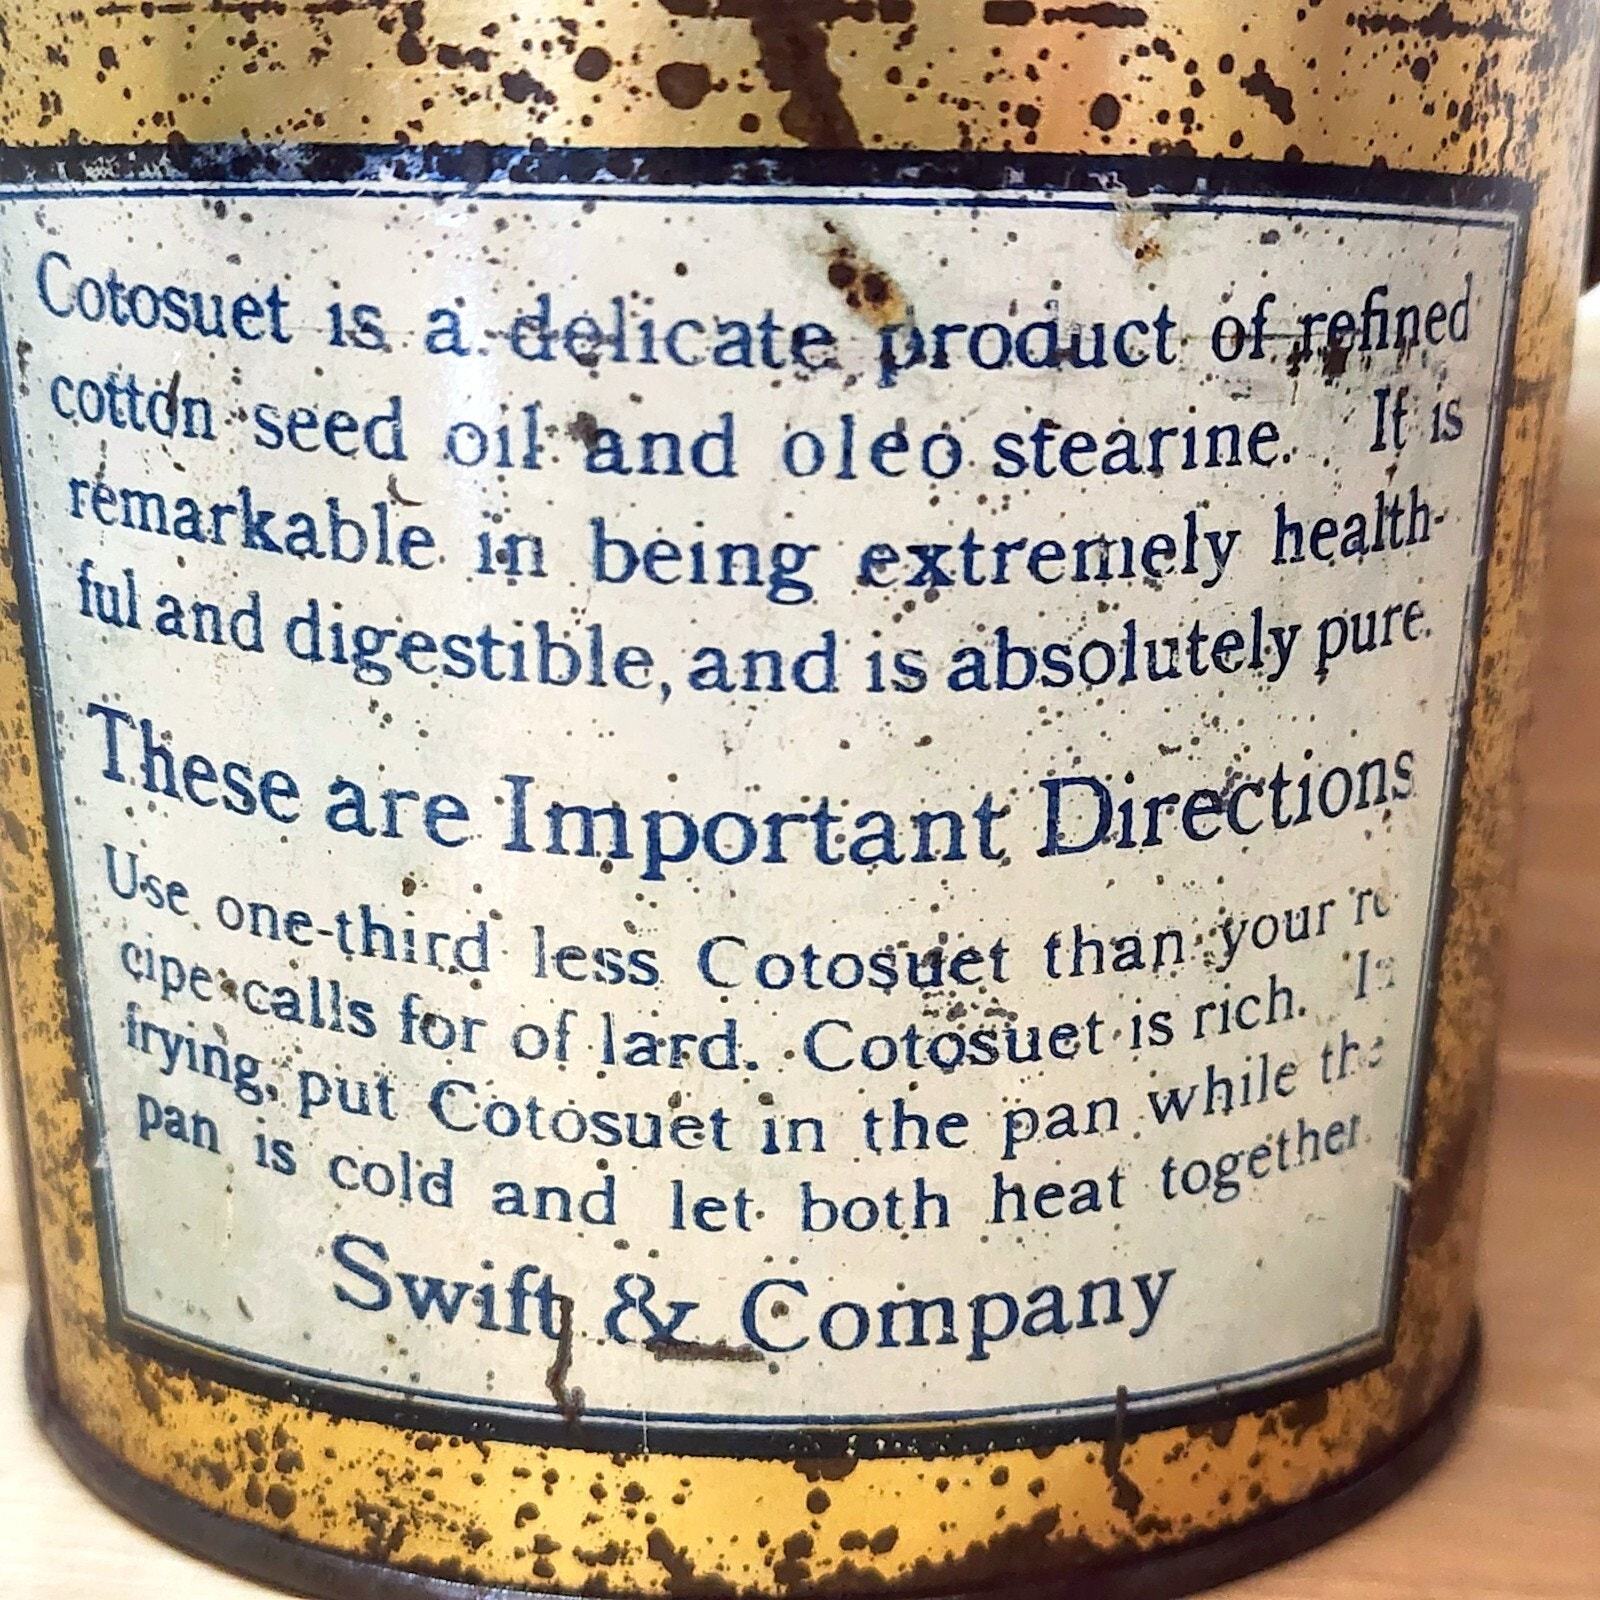 Cotosuet is a delicate product of refined
cotton seed oil and oleo stearine. It is
remarkable in being extremely health-
ful and digestible, and is absolutely pure.
These are Important Directions
Use one-third less Cotosuet than your re
cipe calls for of lard. Cotosuet is rich. In
frying, put Cotosuet in the pan while the
pan is cold and let both heat together.
Swift & Company